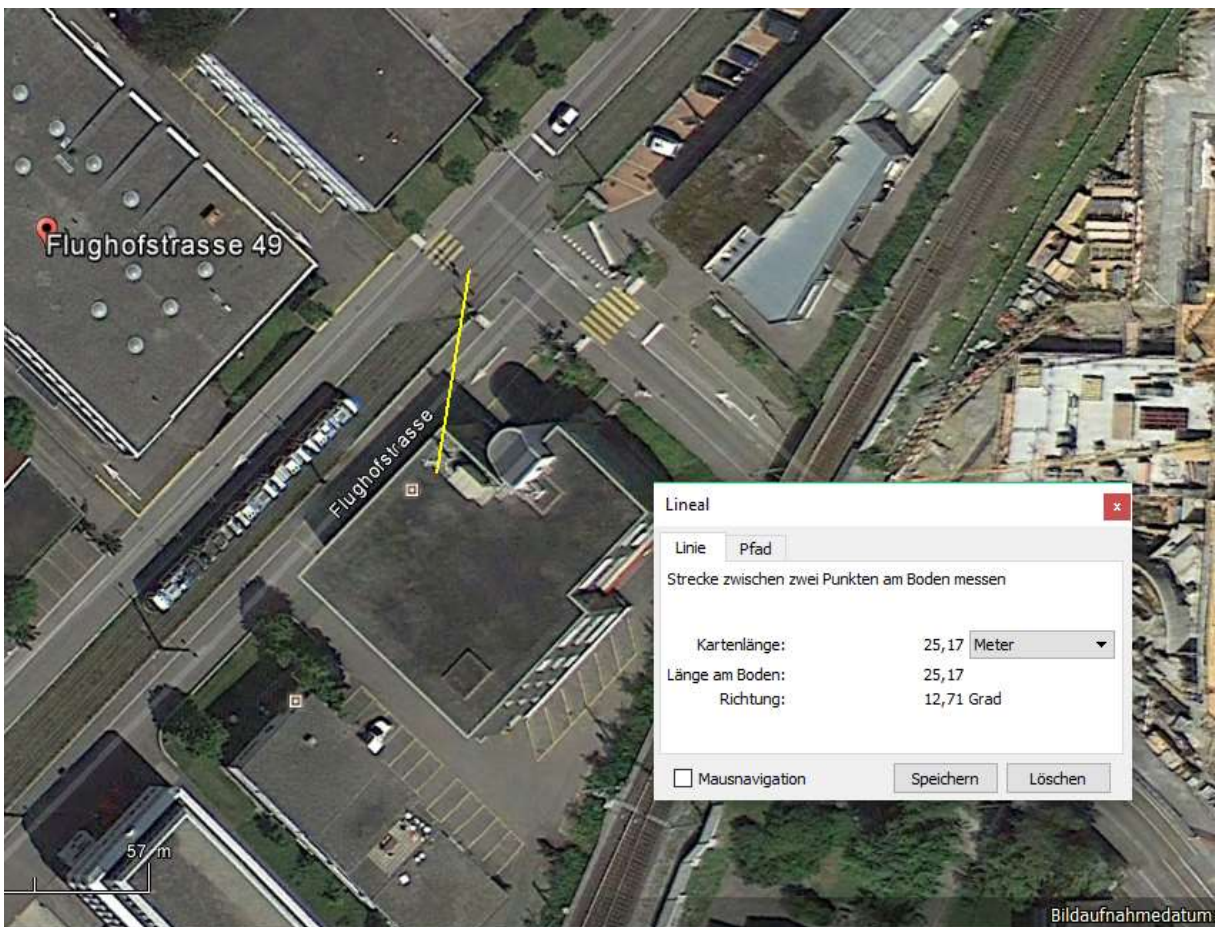 Flughofstrasse 49
Flughofstrasse
Lineal
x
Linie Pfad
Strecke zwischen zwei Punkten am Boden messen
Kartenlänge: 25,17 Meter
Länge am Boden: 25,17
Richtung: 12,71 Grad
Mausnavigation Speichern Löschen
57 m
Bildaufnahmedatum